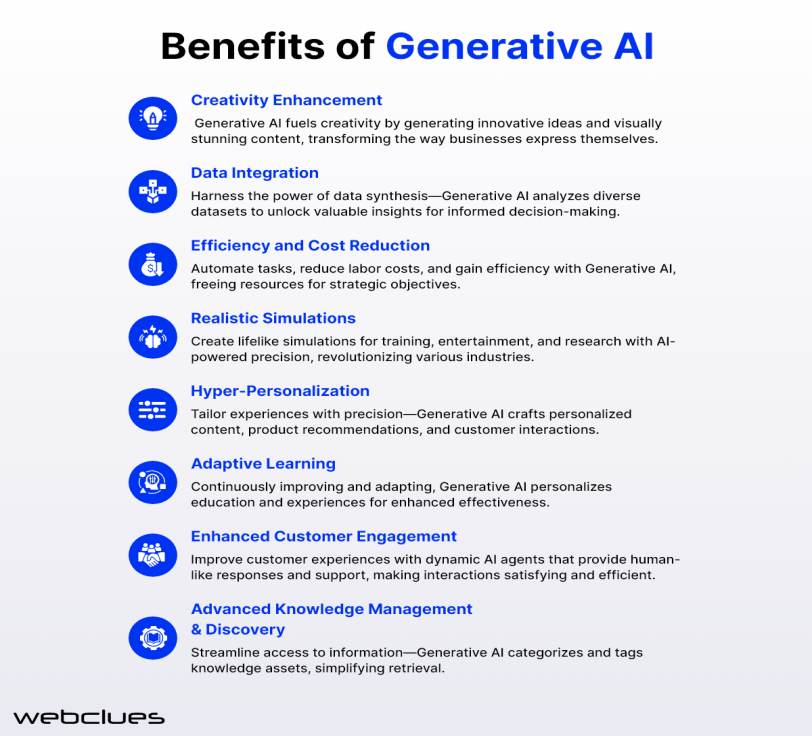 Benefits of Generative AI
Creativity Enhancement
Generative AI fuels creativity by generating innovative ideas and visually
stunning content, transforming the way businesses express themselves.
Data Integration
Harness the power of data synthesis—Generative AI analyzes diverse
datasets to unlock valuable insights for informed decision-making.
Efficiency and Cost Reduction
Automate tasks, reduce labor costs, and gain efficiency with Generative AI,
freeing resources for strategic objectives.
Realistic Simulations
Create lifelike simulations for training, entertainment, and research with AI-
powered precision, revolutionizing various industries.
Hyper-Personalization
Tailor experiences with precision—Generative AI crafts personalized
content, product recommendations, and customer interactions.
Adaptive Learning
Continuously improving and adapting, Generative AI personalizes
education and experiences for enhanced effectiveness.
Enhanced Customer Engagement
Improve customer experiences with dynamic AI agents that provide human-
like responses and support, making interactions satisfying and efficient.
Advanced Knowledge Management
& Discovery
Streamline access to information—Generative AI categorizes and tags
knowledge assets, simplifying retrieval.
webclues